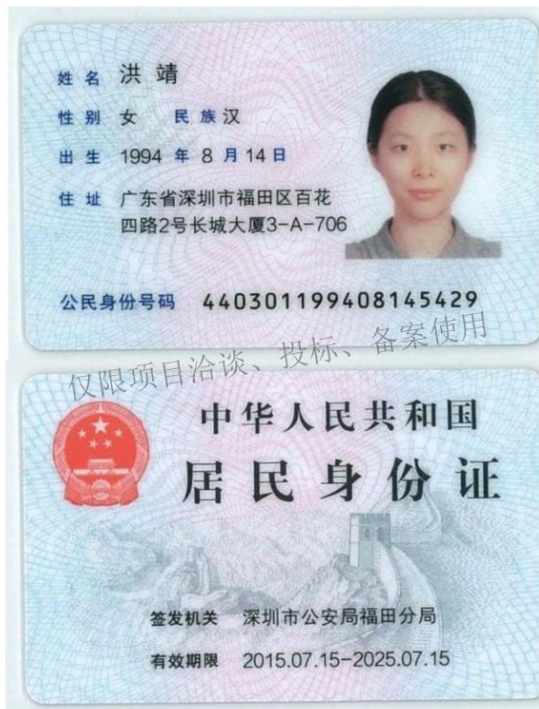 姓名 洪靖
性别 女 民族 汉
出生 1994 年 8 月 14 日
住址 广东省深圳市福田区百花
四路2号长城大厦3-A-706
公民身份号码 440301199408145429
仅限项目洽谈、投标、备案使用
中华人民共和国
居民身份证
签发机关 深圳市公安局福田分局
有效期限 2015.07.15-2025.07.15